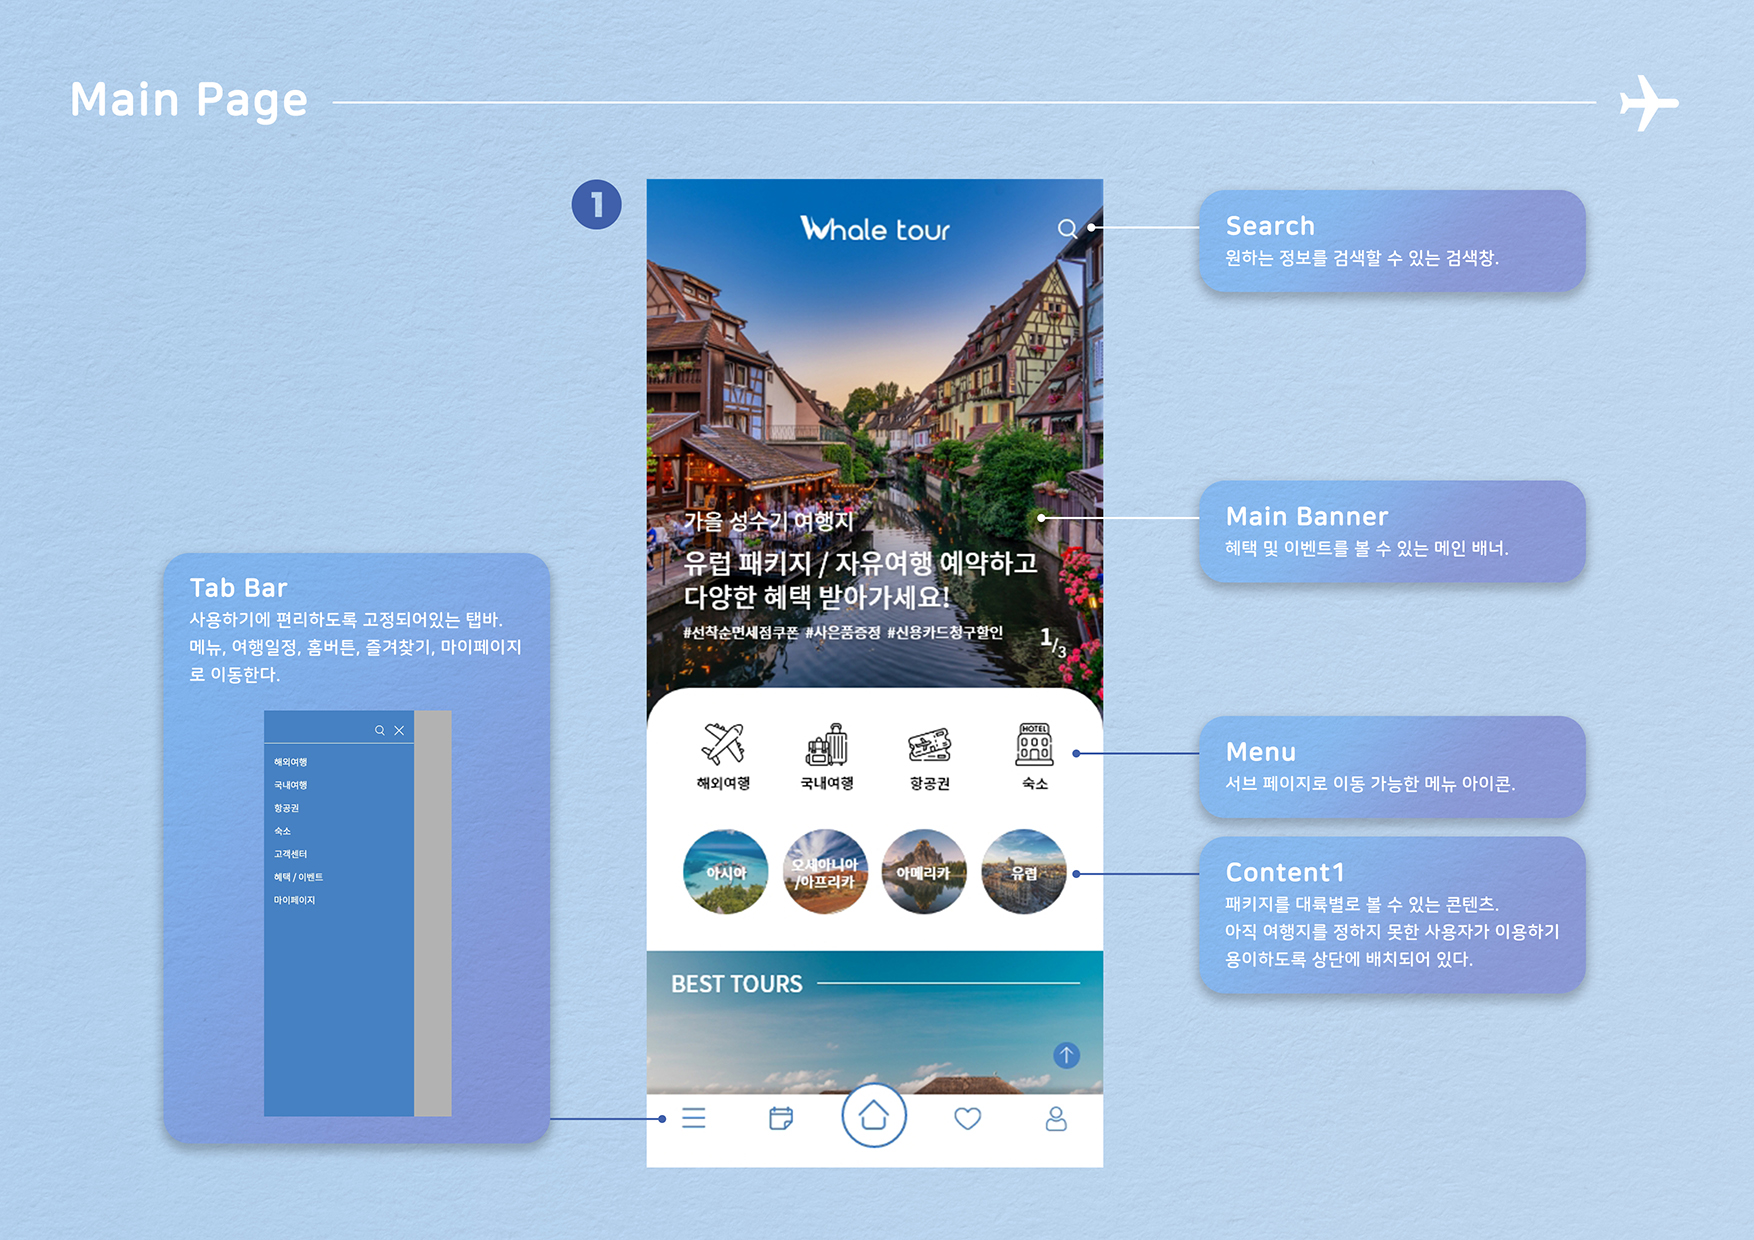 Main Page
1
Whale tour
가을 성수기 여행지
유럽 패키지 / 자유여행 예약하고
다양한 혜택 받아가세요!
#선착순면세점쿠폰 #사은품증정 #신용카드청구할인
1/3
HOTEL
해외여행
국내여행
항공권
숙소
아시아
오세아니아
/아프리카
아메리카
유럽
BEST TOURS
Search
원하는 정보를 검색할 수 있는 검색창.
Main Banner
혜택 및 이벤트를 볼 수 있는 메인 배너.
Menu
서브 페이지로 이동 가능한 메뉴 아이콘.
Content1
패키지를 대륙별로 볼 수 있는 콘텐츠.
아직 여행지를 정하지 못한 사용자가 이용하기
용이하도록 상단에 배치되어 있다.
Tab Bar
사용하기에 편리하도록 고정되어있는 탭바.
메뉴, 여행일정, 홈버튼, 즐겨찾기, 마이페이지
로 이동한다.
해외여행
국내여행
항공권
숙소
고객센터
혜택 / 이벤트
마이페이지